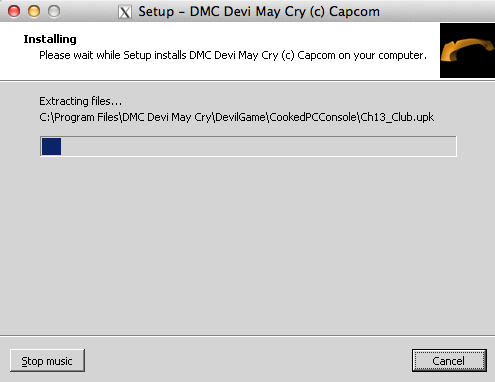 Setup – DMC Devi May Cry (c) Capcom
Installing
Please wait while Setup installs DMC Devi May Cry (c) Capcom on your computer.
Extracting files...
C:\Program Files\DMC Devi May Cry\DevilGame\CookedPCConsole\Ch13_Club.upk
Stop music
Cancel